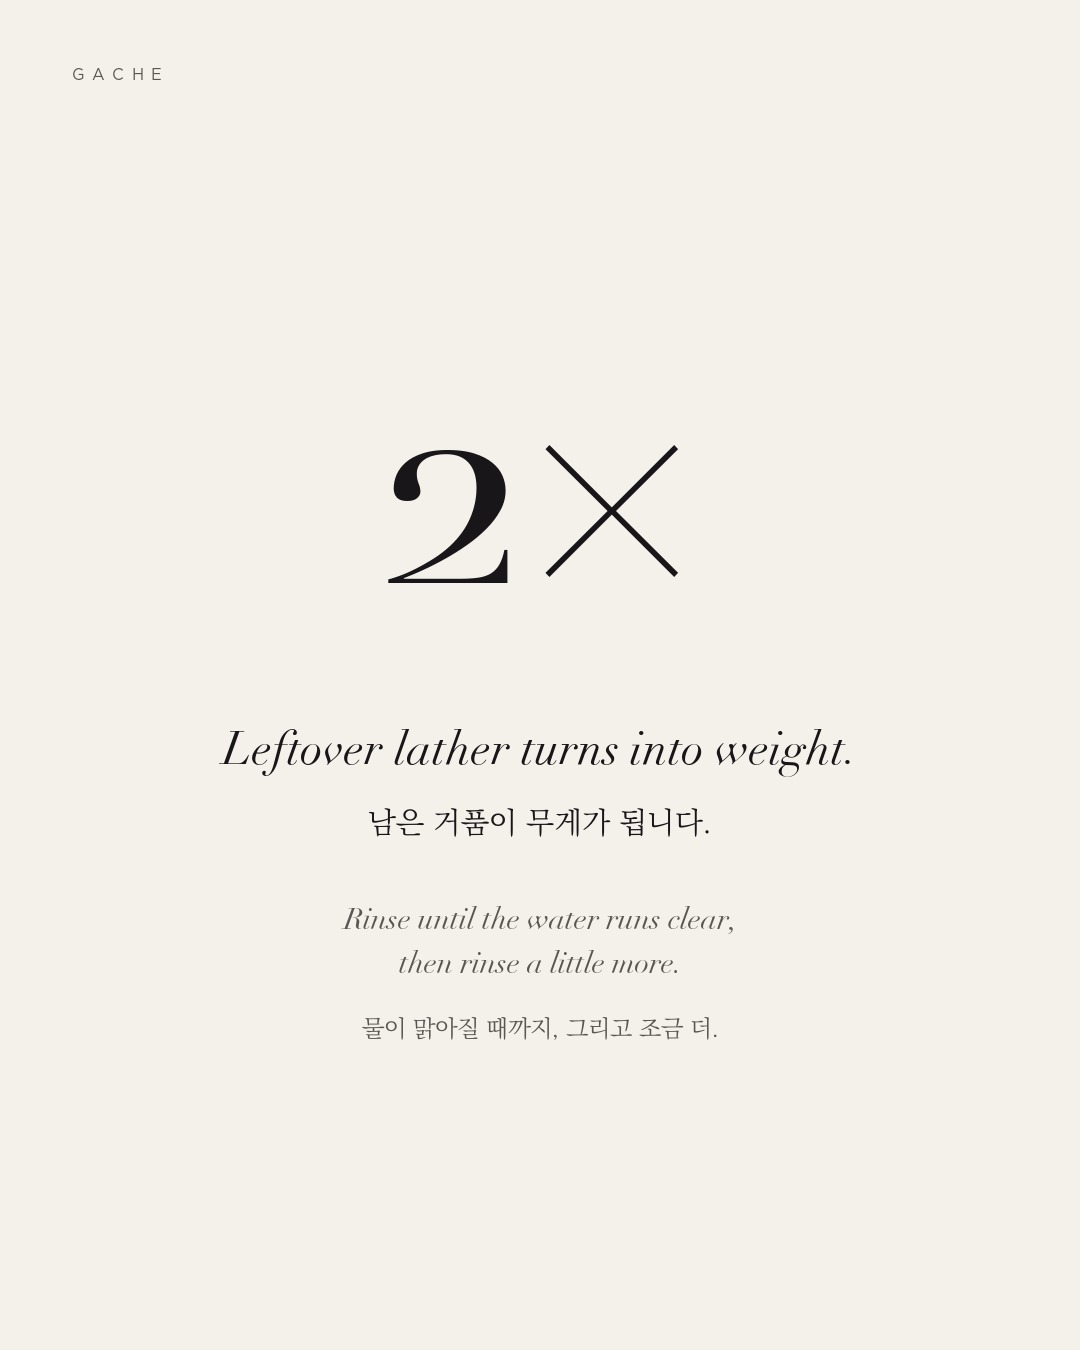 GACHE
2×
Leftover lather turns into weight.
남은 거품이 무게가 됩니다.
Rinse until the water runs clear,
then rinse a little more.
물이 맑아질 때까지, 그리고 조금 더.